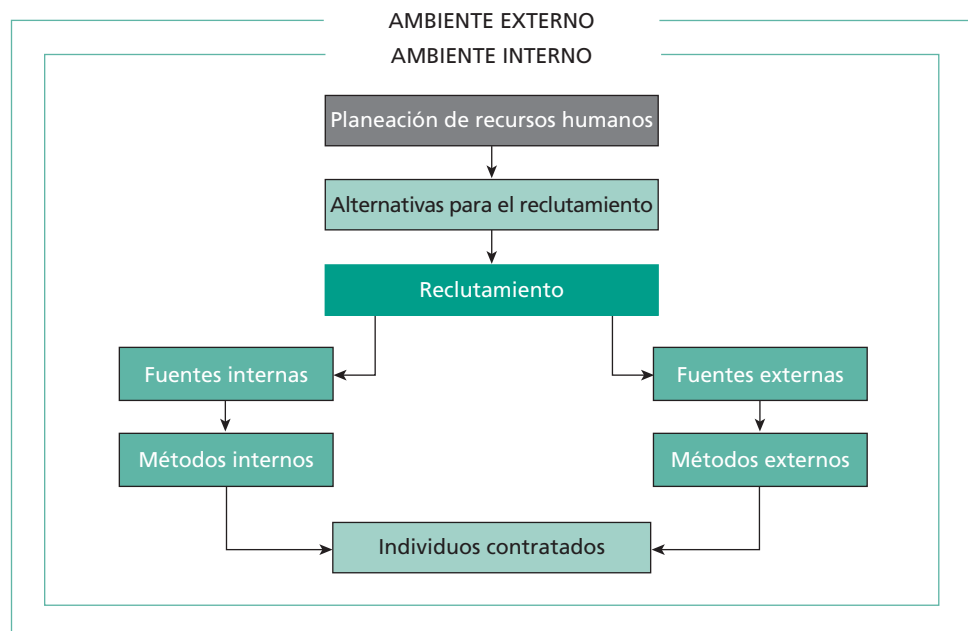 AMBIENTE EXTERNO
AMBIENTE INTERNO
Planeación de recursos humanos
Alternativas para el reclutamiento
Reclutamiento
Fuentes internas
Fuentes externas
Métodos internos
Métodos externos
Individuos contratados